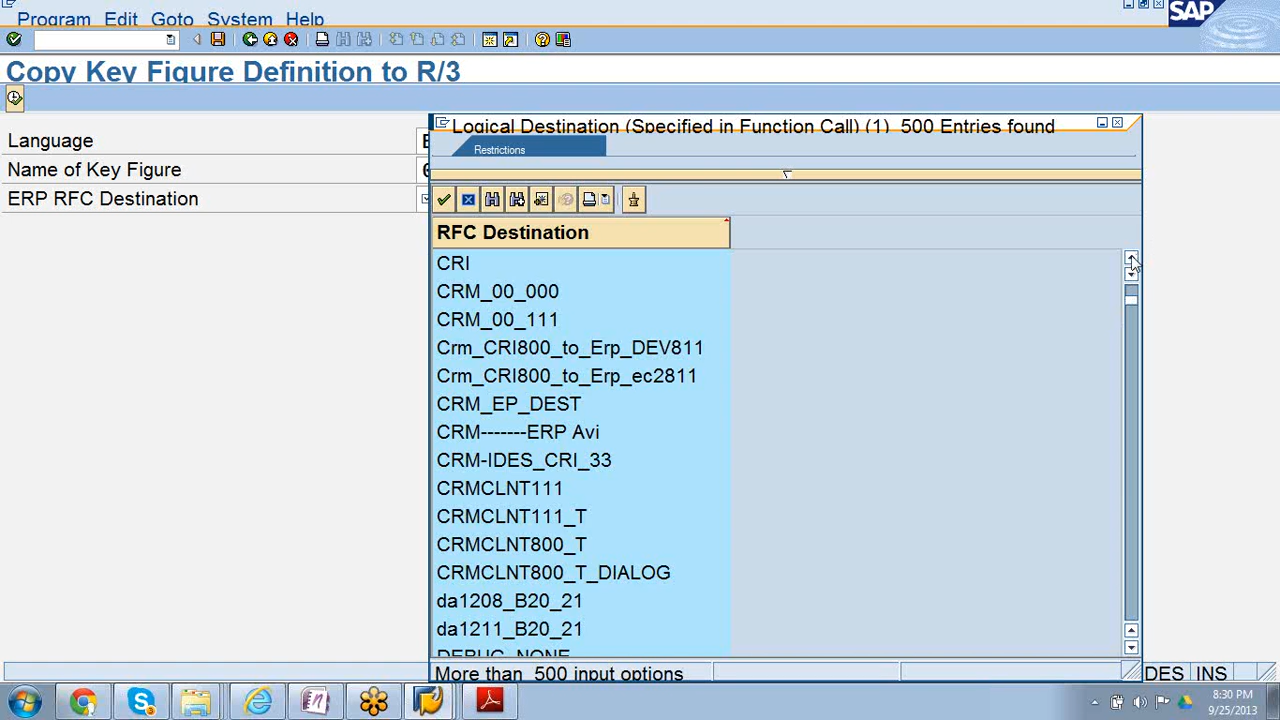 Program Edit Goto System Help
SAP
Copy Key Figure Definition to R/3
Language
Name of Key Figure
ERP RFC Destination
Logical Destination (Specified in Function Call) (1) 500 Entries found
Restrictions
RFC Destination
CRI
CRM_00_000
CRM_00_111
Crm_CRI800_to_Erp_DEV811
Crm_CRI800_to_Erp_ec2811
CRM_EP_DEST
CRM-------ERP Avi
CRM-IDES_CRI_33
CRMCLNT111
CRMCLNT111_T
CRMCLNT800_T
CRMCLNT800_T_DIALOG
da1208_B20_21
da1211_B20_21
DEBUG_NONE
More than 500 input options
DES INS
8:30 PM
9/25/2013